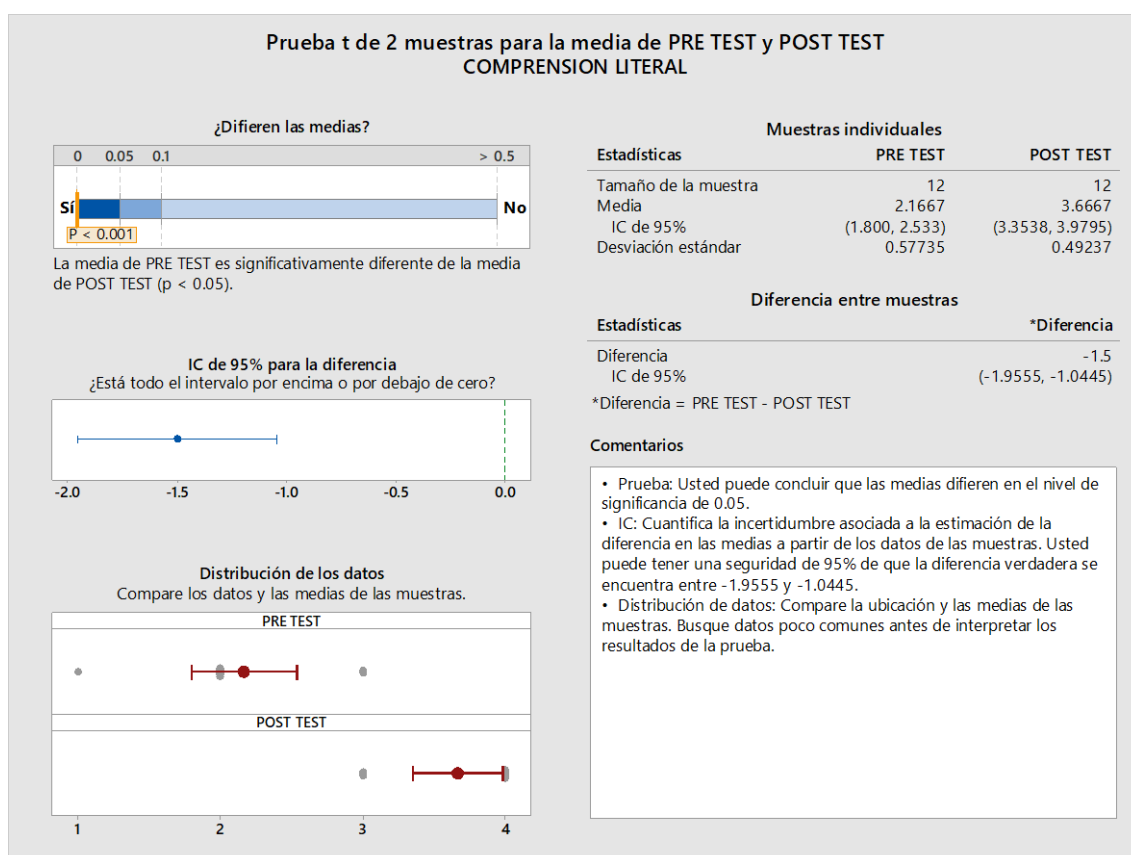 Prueba t de 2 muestras para la media de PRE TEST y POST TEST
COMPRENSION LITERAL
¿Difieren las medias?
0 0.05 0.1 > 0.5
Sí No
P < 0.001
La media de PRE TEST es significativamente diferente de la media
de POST TEST (p < 0.05).
IC de 95% para la diferencia
¿Está todo el intervalo por encima o por debajo de cero?
-2.0 -1.5 -1.0 -0.5 0.0
Distribución de los datos
Compare los datos y las medias de las muestras.
PRE TEST
POST TEST
1 2 3 4
Muestras individuales
Estadísticas PRE TEST POST TEST
Tamaño de la muestra 12 12
Media 2.1667 3.6667
IC de 95% (1.800, 2.533) (3.3538, 3.9795)
Desviación estándar 0.57735 0.49237
Diferencia entre muestras
Estadísticas *Diferencia
Diferencia -1.5
IC de 95% (-1.9555, -1.0445)
*Diferencia = PRE TEST - POST TEST
Comentarios
• Prueba: Usted puede concluir que las medias difieren en el nivel de
significancia de 0.05.
• IC: Cuantifica la incertidumbre asociada a la estimación de la
diferencia en las medias a partir de los datos de las muestras. Usted
puede tener una seguridad de 95% de que la diferencia verdadera se
encuentra entre -1.9555 y -1.0445.
• Distribución de datos: Compare la ubicación y las medias de las
muestras. Busque datos poco comunes antes de interpretar los
resultados de la prueba.